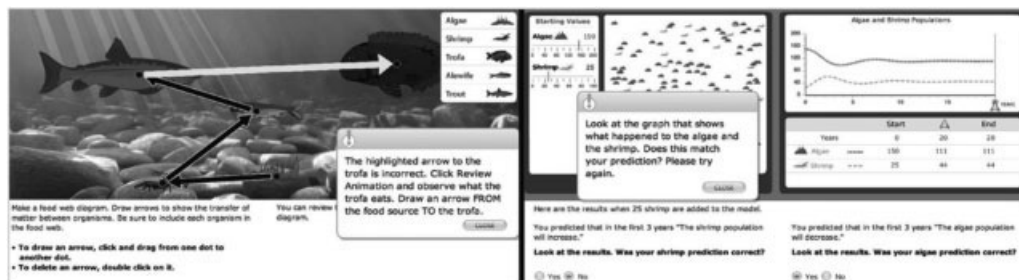 Algae
Shrimp
Trofa
Alewife
Trout
The highlighted arrow to the
trofa is incorrect. Click Review
Animation and observe what the
trofa eats. Draw an arrow FROM
the food source TO the trofa.
CLOSE
Make a food web diagram. Draw arrows to show the transfer of
matter between organisms. Be sure to include each organism in
the food web.
• To draw an arrow, click and drag from one dot to
another dot.
• To delete an arrow, double click on it.
You can review
diagram.
Starting Values
Algae 150
Shrimp 25
Look at the graph that shows
what happened to the algae and
the shrimp. Does this match
your prediction? Please try
again.
CLOSE
Algae and Shrimp Populations
0 5 10 15
Start 
End
Years 0 20 20
Algae 150 111 111
Shrimp 25 44 44
Here are the results when 25 shrimp are added to the model.
You predicted that in the first 3 years "The shrimp population
will increase."
Look at the results. Was your shrimp prediction correct?
Yes No
You predicted that in the first 3 years "The algae population
will decrease."
Look at the results. Was your algae prediction correct?
Yes No